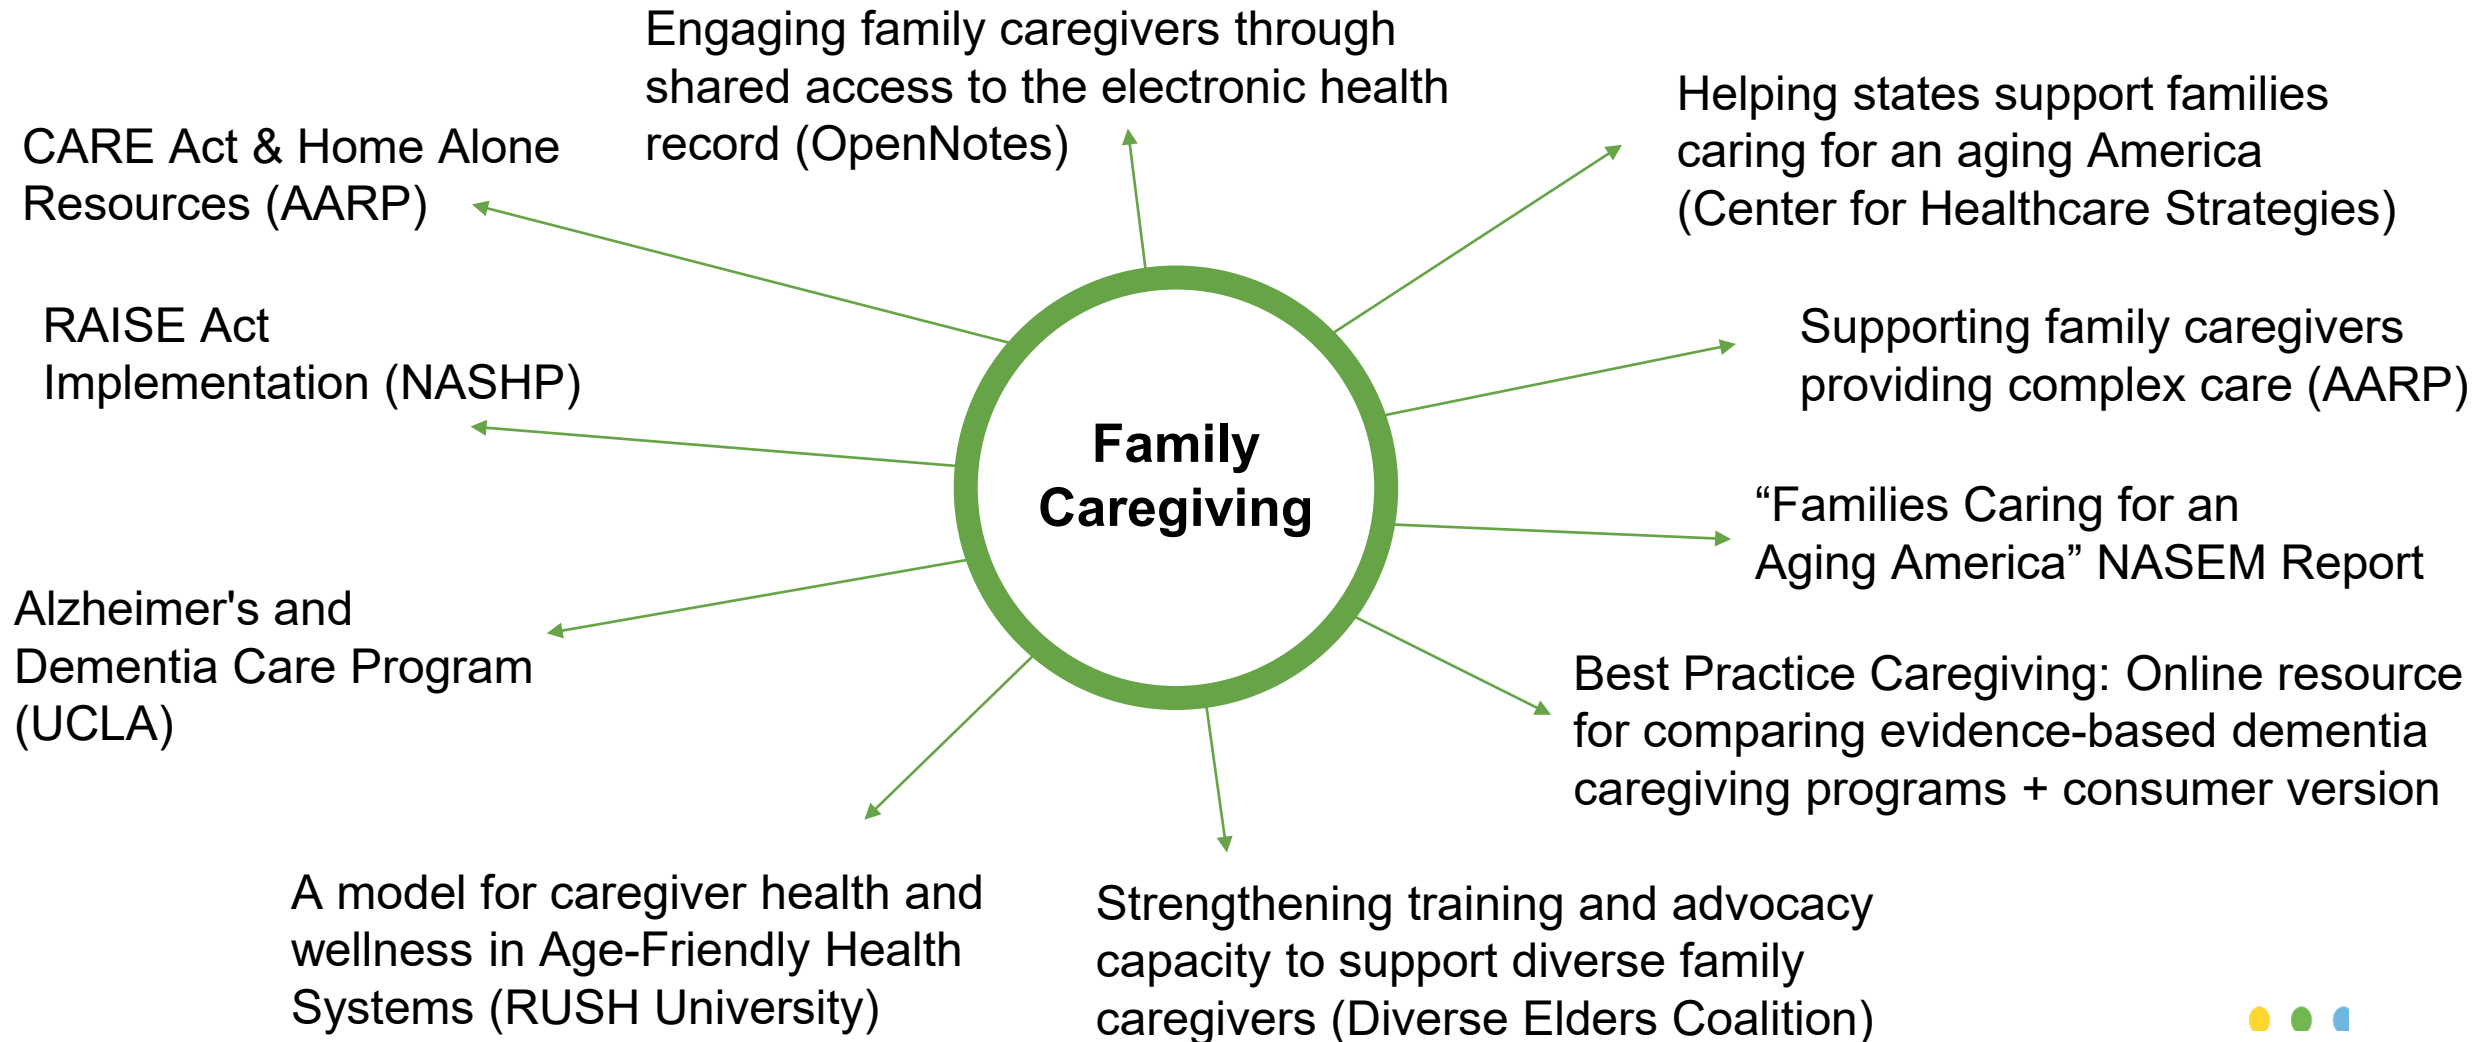 Engaging family caregivers through
shared access to the electronic health
record (OpenNotes)
Helping states support families
caring for an aging America
(Center for Healthcare Strategies)
CARE Act & Home Alone
Resources (AARP)
RAISE Act
Implementation (NASHP)
Supporting family caregivers
providing complex care (AARP)
Family
Caregiving
“Families Caring for an
Aging America” NASEM Report
Alzheimer's and
Dementia Care Program
(UCLA)
Best Practice Caregiving: Online resource
for comparing evidence-based dementia
caregiving programs + consumer version
A model for caregiver health and
wellness in Age-Friendly Health
Systems (RUSH University)
Strengthening training and advocacy
capacity to support diverse family
caregivers (Diverse Elders Coalition)